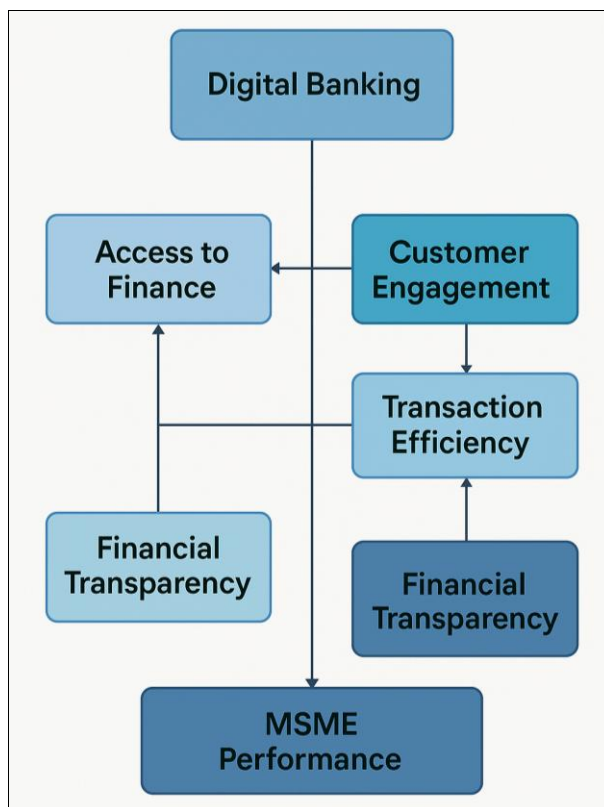 Digital Banking
Access to
Finance
Customer
Engagement
Transaction
Efficiency
Financial
Transparency
Financial
Transparency
MSME
Performance